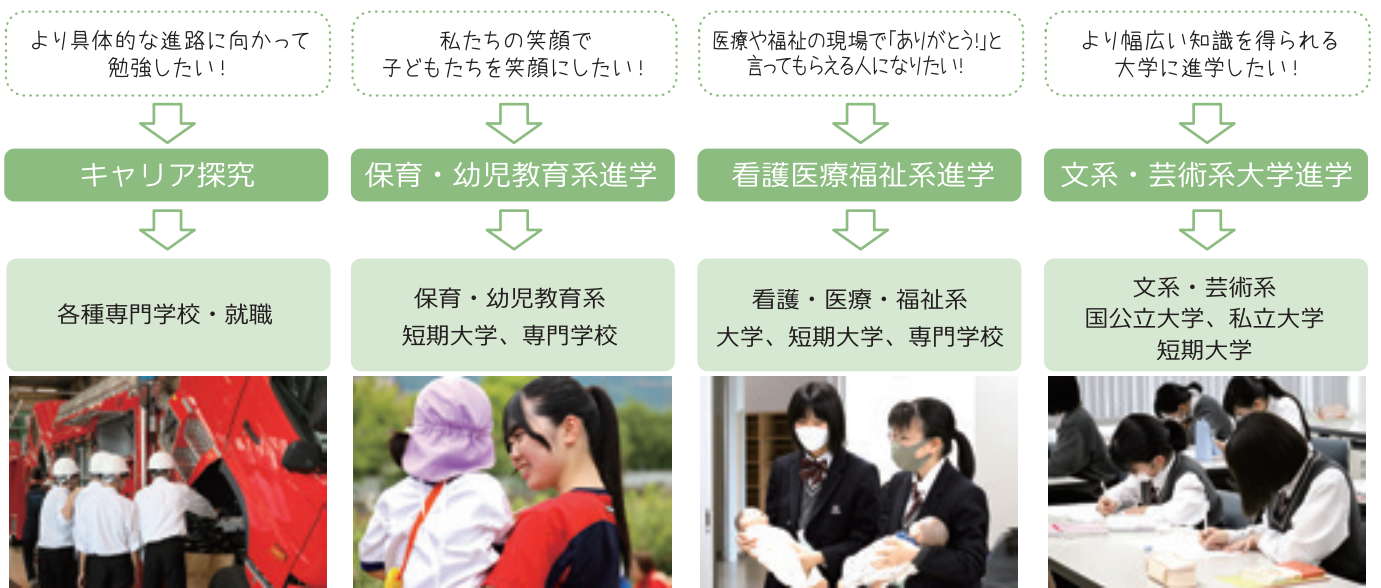 より具体的な進路に向かって
勉強したい!
キャリア探究
各種専門学校・就職
私たちの笑顔で
子どもたちを笑顔にしたい!
保育・幼児教育系進学
保育・幼児教育系
短期大学、専門学校
医療や福祉の現場で「ありがとう!」と
言ってもらえる人になりたい!
看護医療福祉系進学
看護・医療・福祉系
大学、短期大学、専門学校
より幅広い知識を得られる
大学に進学したい!
文系・芸術系大学進学
文系・芸術系
国公立大学、私立大学
短期大学